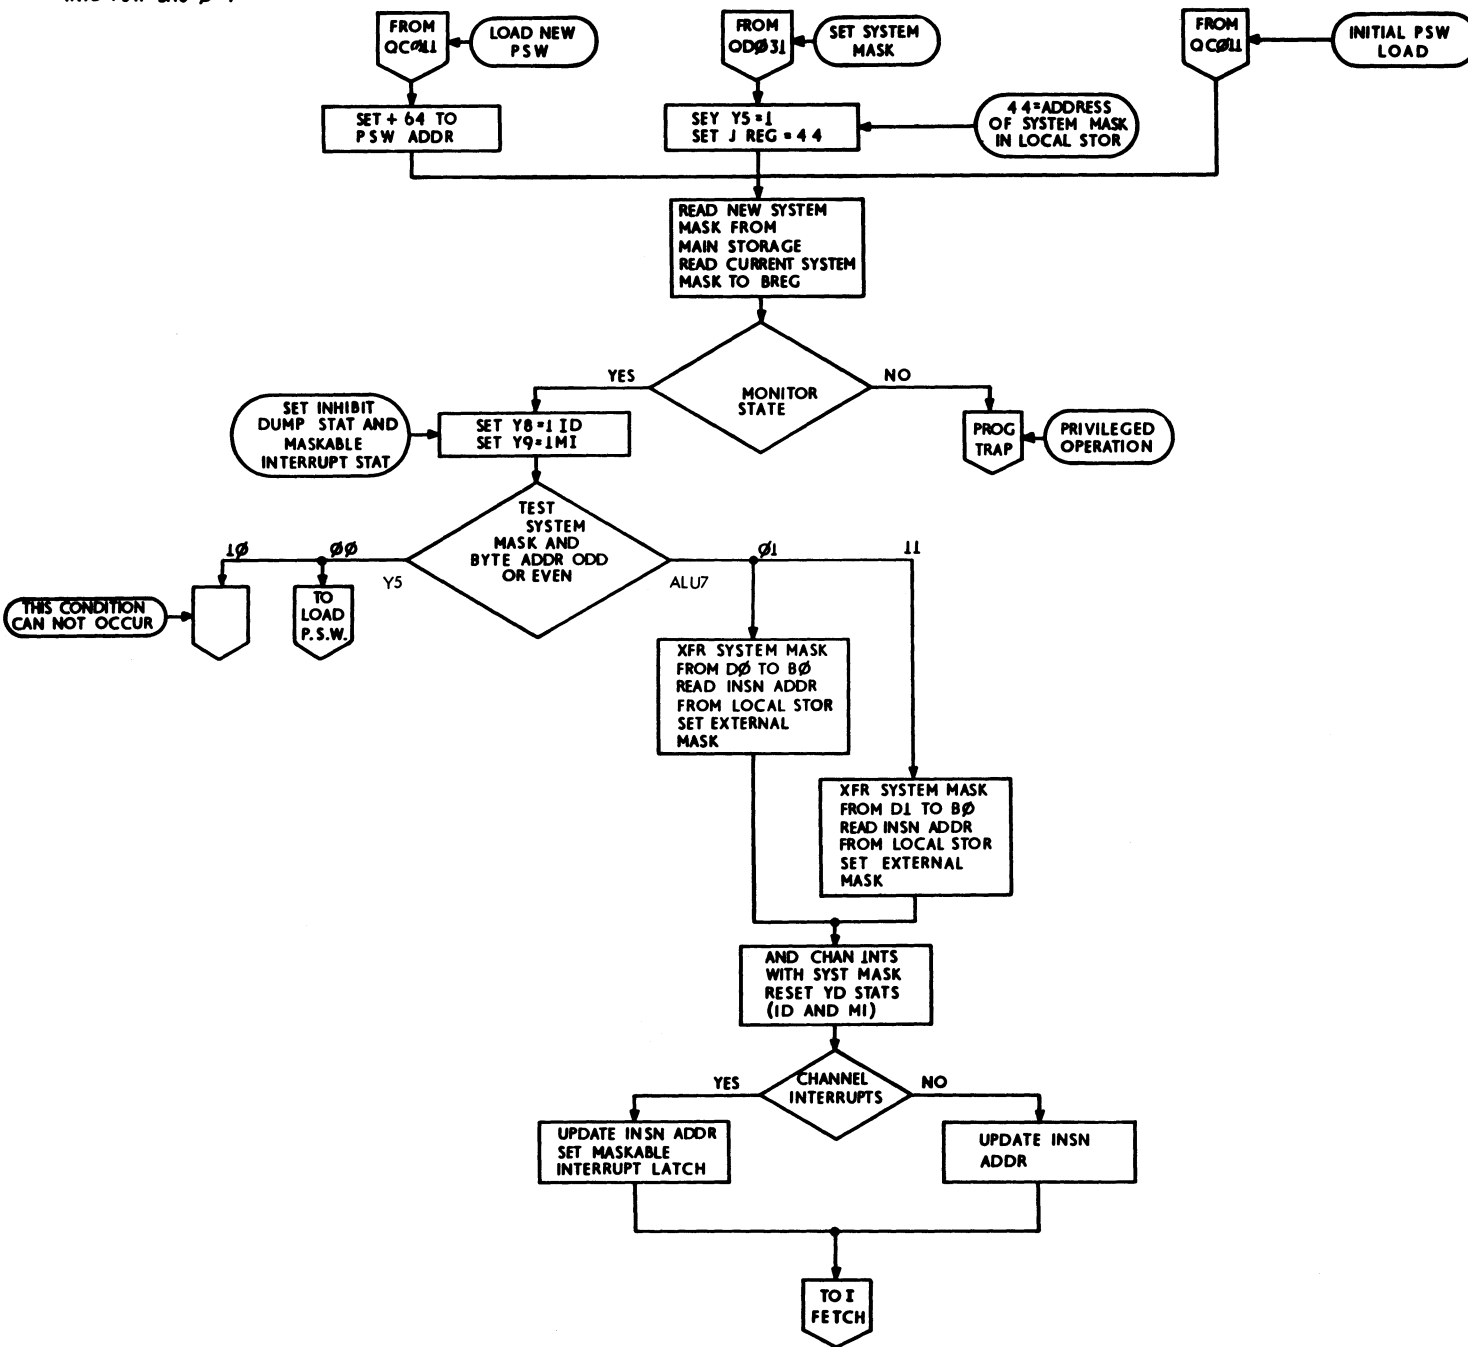 FROM
QCØ11
LOAD NEW
PSW
FROM
QDØ31
SET SYSTEM
MASK
FROM
QCØ11
INITIAL PSW
LOAD
SET + 64 TO
PSW ADDR
SEY Y5=1
SET J REG = 44
44=ADDRESS
OF SYSTEM MASK
IN LOCAL STOR
READ NEW SYSTEM
MASK FROM
MAIN STORAGE
READ CURRENT SYSTEM
MASK TO BREG
YES
MONITOR
STATE
NO
SET INHIBIT
DUMP STAT AND
MASKABLE
INTERRUPT STAT
SET Y8=1 ID
SET Y9=1MI
PROG
TRAP
PRIVILEGED
OPERATION
TEST
SYSTEM
MASK AND
BYTE ADDR ODD
OR EVEN
1Ø
ØØ
Y5
ALU7
Ø1
11
THIS CONDITION
CAN NOT OCCUR
TO
LOAD
P.S.W.
XFR SYSTEM MASK
FROM DØ TO BØ
READ INSN ADDR
FROM LOCAL STOR
SET EXTERNAL
MASK
XFR SYSTEM MASK
FROM D1 TO BØ
READ INSN ADDR
FROM LOCAL STOR
SET EXTERNAL
MASK
AND CHAN INTS
WITH SYST MASK
RESET YD STATS
(ID AND MI)
YES
CHANNEL
INTERRUPTS
NO
UPDATE INSN ADDR
SET MASKABLE
INTERRUPT LATCH
UPDATE INSN
ADDR
TO I
FETCH